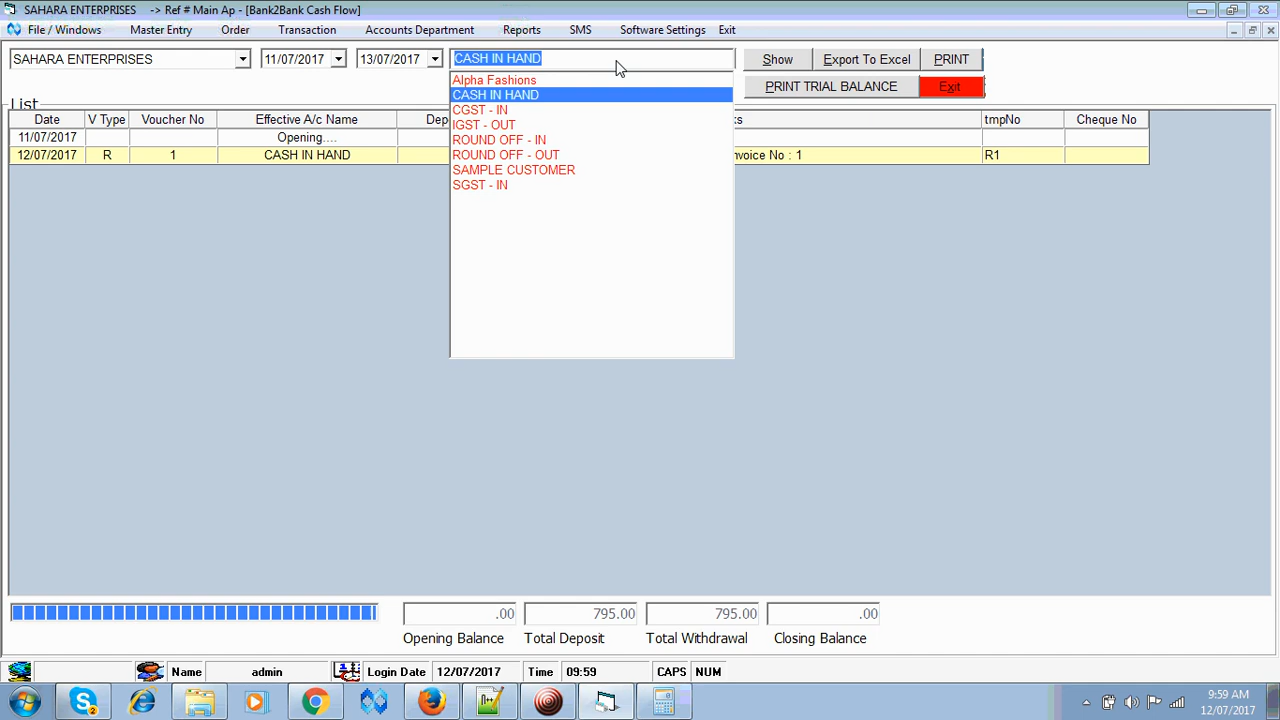 SAHARA ENTERPRISES -> Ref # Main Ap - [Bank2Bank Cash Flow]
File / Windows Master Entry Order Transaction Accounts Department Reports SMS Software Settings Exit
SAHARA ENTERPRISES 11/07/2017 13/07/2017 CASH IN HAND Show Export To Excel PRINT
PRINT TRIAL BALANCE Exit
List
Date V Type Voucher No Effective A/c Name Dep ks tmpNo Cheque No
11/07/2017 Opening....
12/07/2017 R 1 CASH IN HAND nvoice No : 1 R1
Alpha Fashions
CASH IN HAND
CGST - IN
IGST - OUT
ROUND OFF - IN
ROUND OFF - OUT
SAMPLE CUSTOMER
SGST - IN
.00 795.00 795.00 .00
Opening Balance Total Deposit Total Withdrawal Closing Balance
Name admin Login Date 12/07/2017 Time 09:59 CAPS NUM
2
9:59 AM
12/07/2017